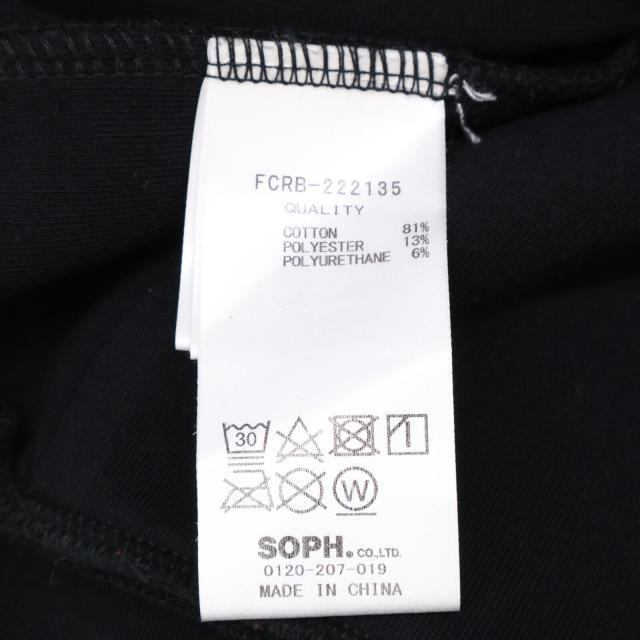 FCRB-222135
QUALITY
COTTON 81%
POLYESTER 13%
POLYURETHANE 6%
30
W
SOPH. CO.,LTD.
0120-207-019
MADE IN CHINA